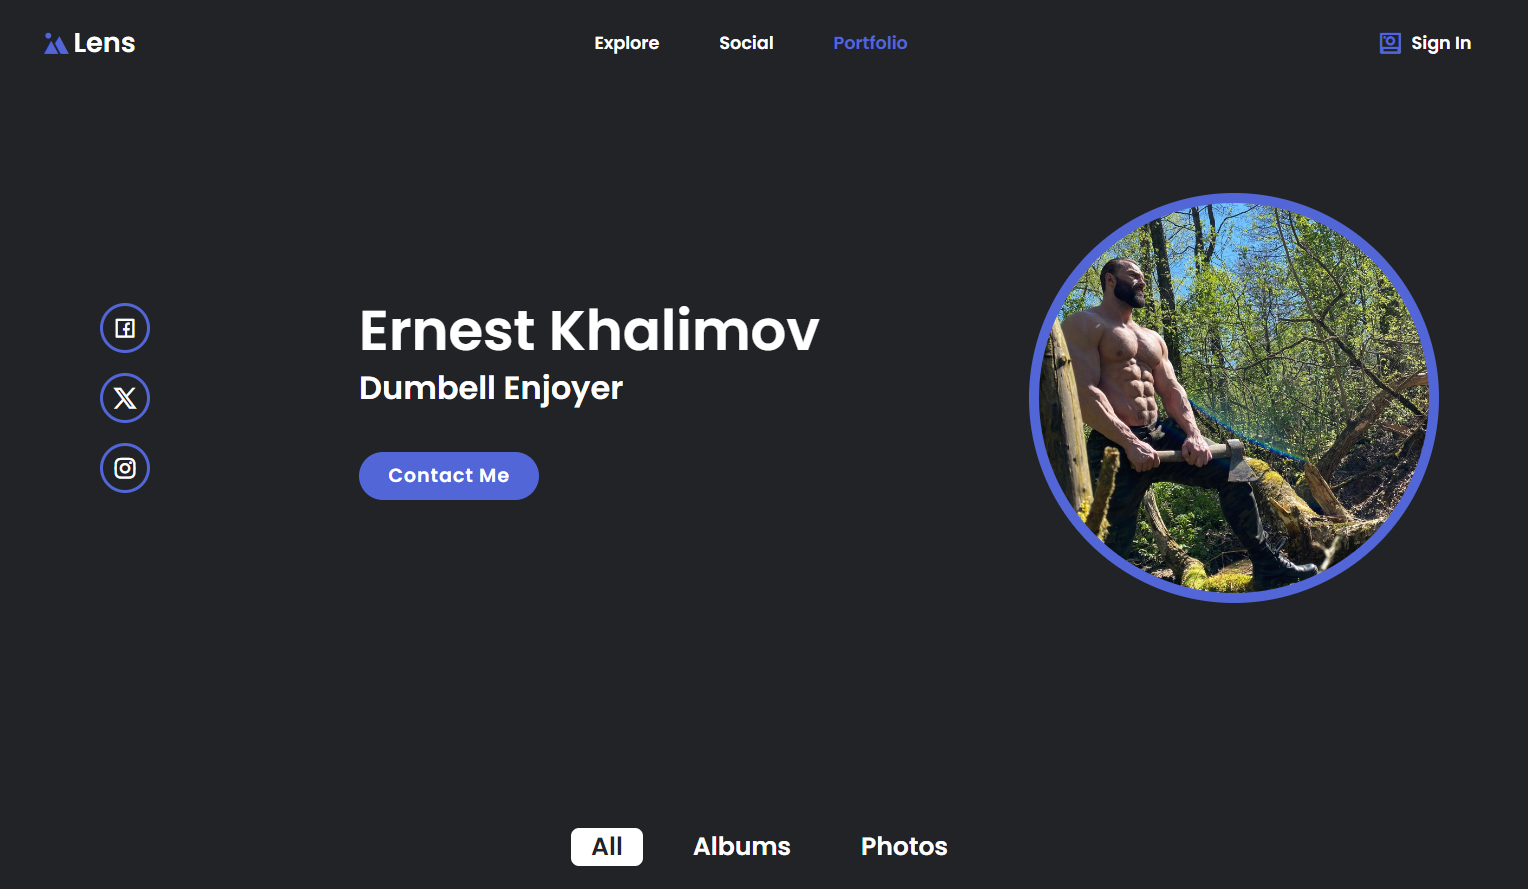 Lens
Explore
Social
Portfolio
Sign In
Ernest Khalimov
Dumbell Enjoyer
Contact Me
All
Albums
Photos